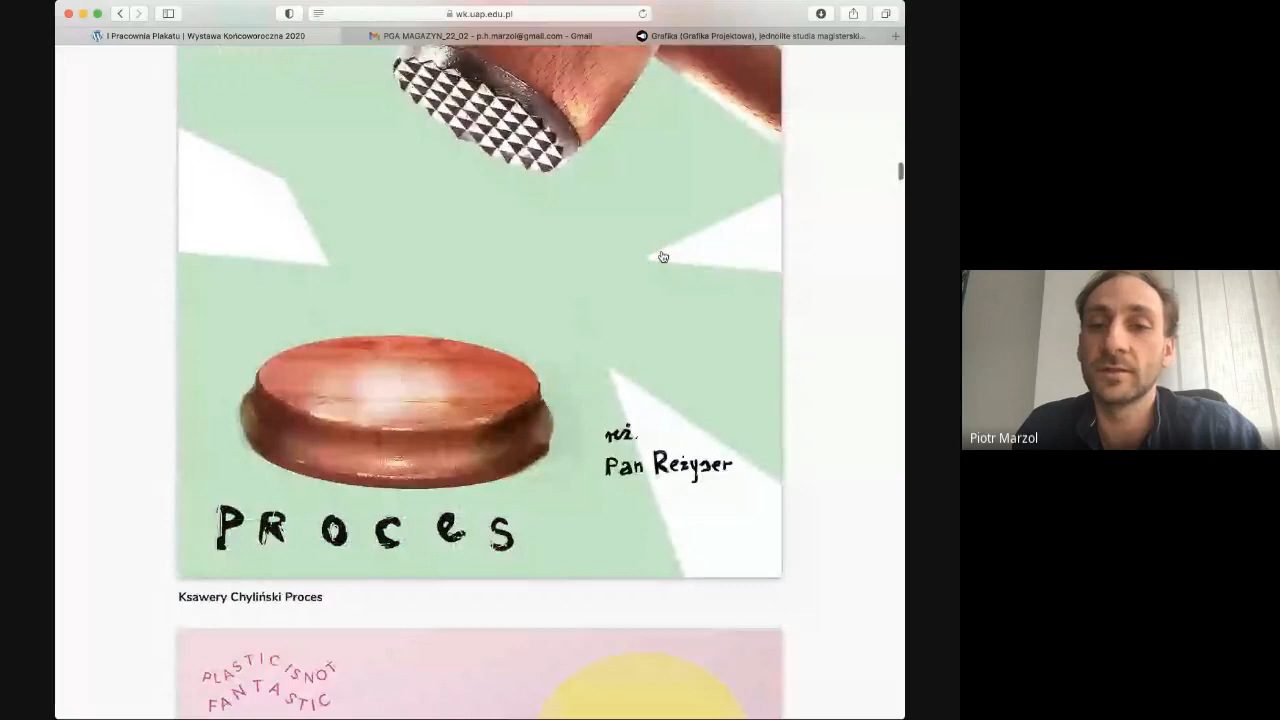 wk.uap.edu.pl
I Pracownia Plakatu | Wystawa Końcoworoczna 2020
PGA MAGAZYN_22_02 - p.h.marzol@gmail.com - Gmail
Grafika (Grafika Projektowa), jednolite studia magisterski...
reż.
Pan Reżyser
PRoceS
Ksawery Chyliński Proces
PLASTIC IS NOT
FANTASTIC
Piotr Marzol